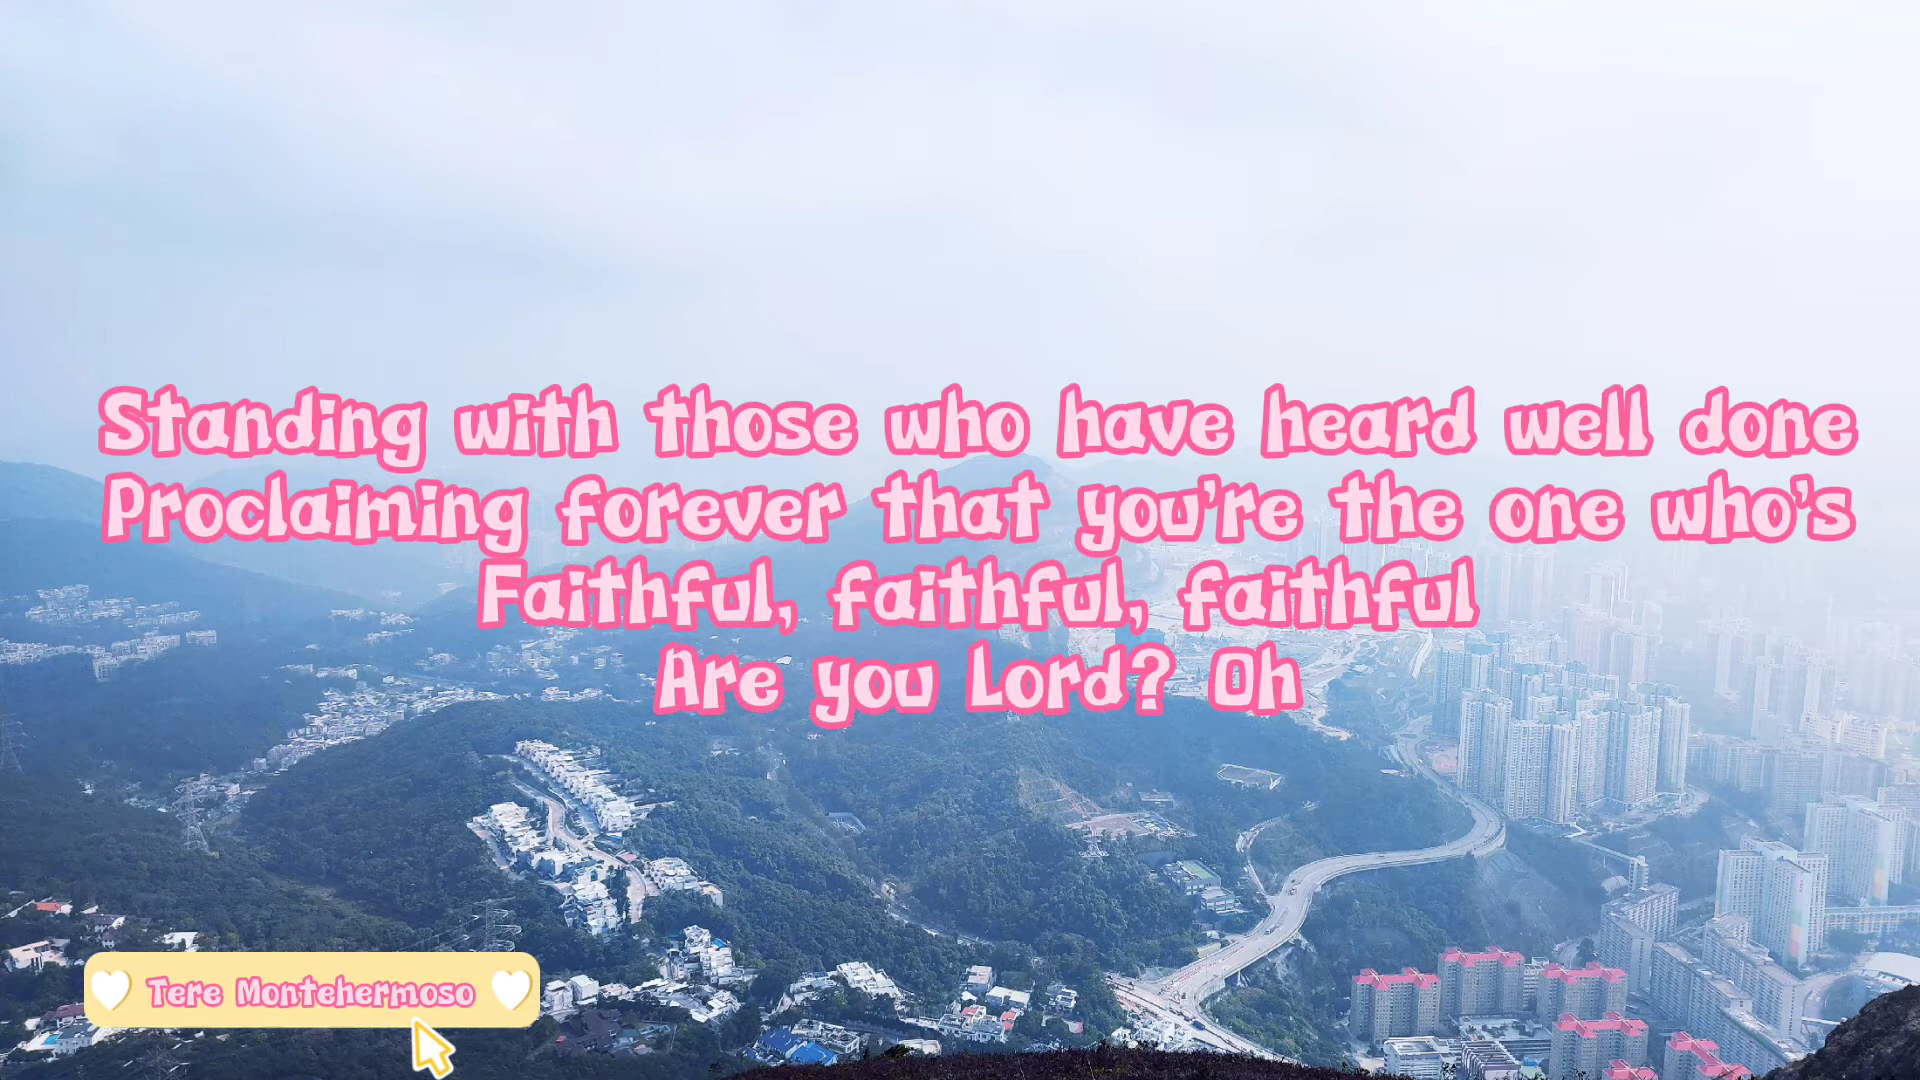 Standing with those who have heard well done
Proclaiming forever that you're the one who's
Faithful, faithful, faithful
Are you Lord? Oh
Tere Montehermoso